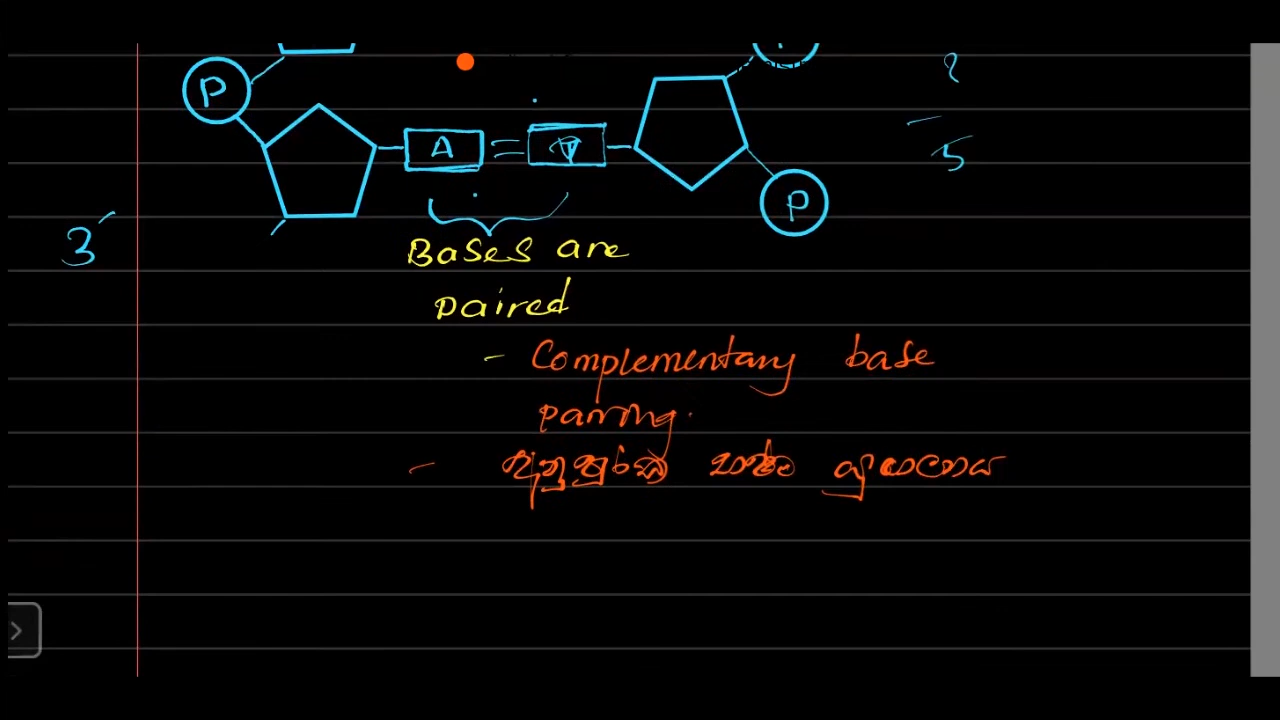 P
A = T
5
P
3´
Bases are
paired
- Complementary base
pairing.
- අනුපූරක භෂ්ම යුගලනය